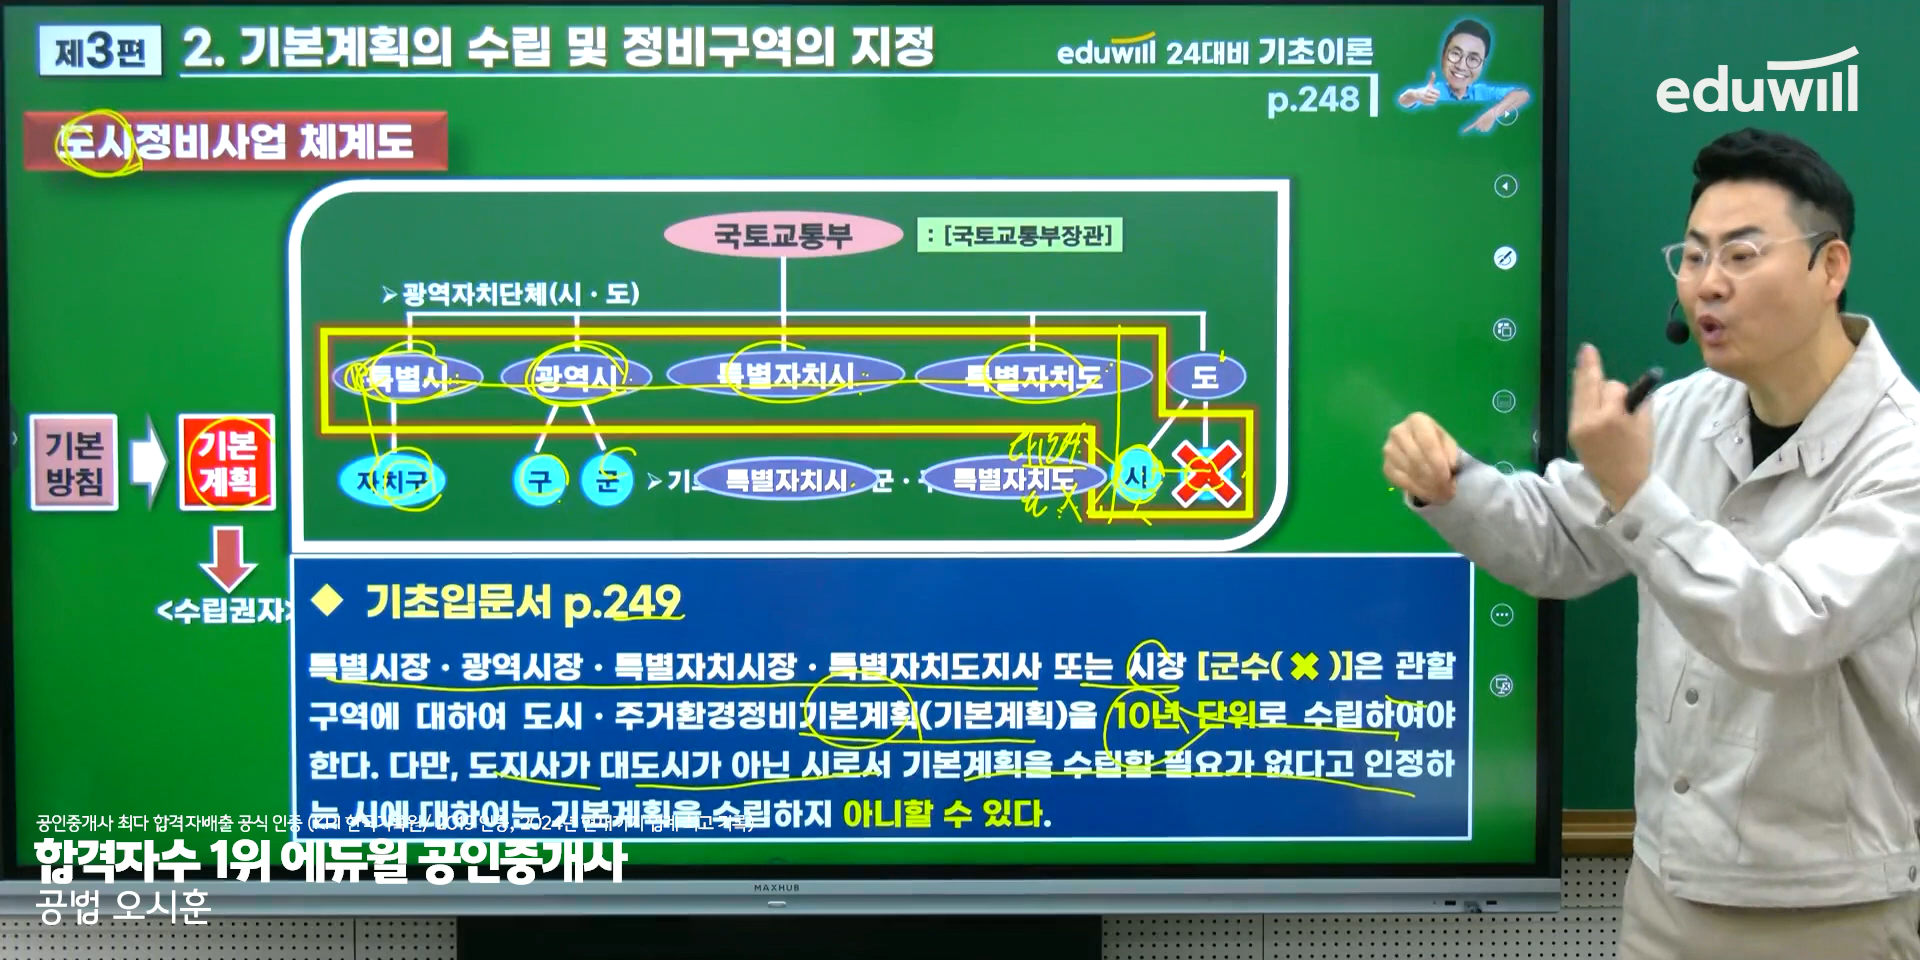 제3편 2. 기본계획의 수립 및 정비구역의 지정
eduwill 24대비 기초이론
p.248
eduwill
도시정비사업 체계도
국토교통부 : [국토교통부장관]
➢광역자치단체(시 · 도)
특별시 광역시 특별자치시 특별자치도 도
기본방침 기본계획
자치구 구 군 ➢기 특별자치시 군 · 특별자치도 시
<수립권자>
◆ 기초입문서 p.249
특별시장 · 광역시장 · 특별자치시장 · 특별자치도지사 또는 시장 [군수(✖)]은 관할
구역에 대하여 도시 · 주거환경정비기본계획(기본계획)을 10년 단위로 수립하여야
한다. 다만, 도지사가 대도시가 아닌 시로서 기본계획을 수립할 필요가 없다고 인정하
는 시에 대하여는 기본계획을 수립하지 아니할 수 있다.
공인중개사 최다 합격자배출 공식 인증
합격자수 1위 에듀윌 공인중개사
공법 오시훈
MAXHUB